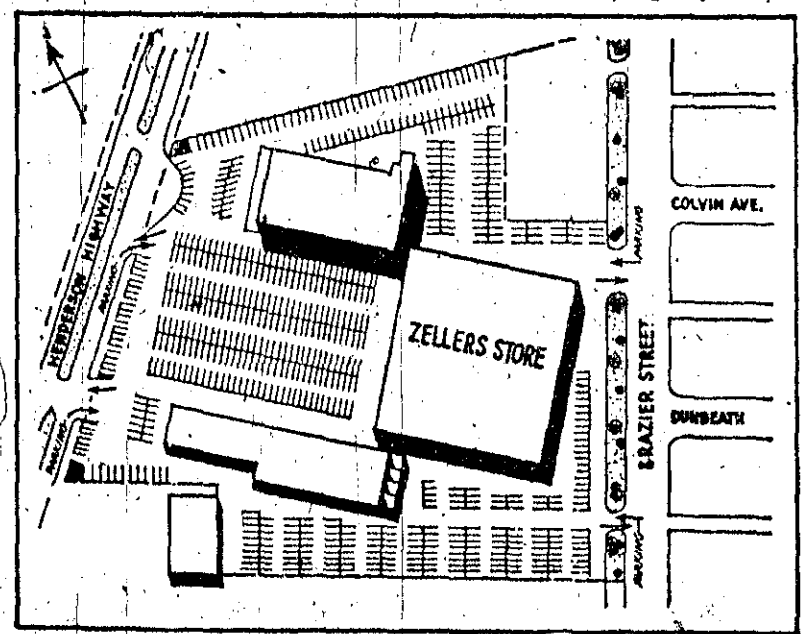 HENDERSON HIGHWAY
PARKING
PARKING
ZELLERS STORE
PARKING
COLVIN AVE.
BRAZIER STREET
DUNBEATH
PARKING